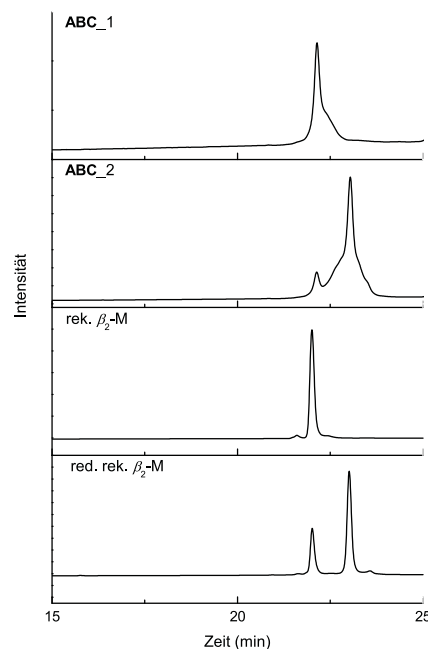 ABC_1
ABC_2
rek. β₂-M
red. rek. β₂-M
Intensität
15 20 25
Zeit (min)